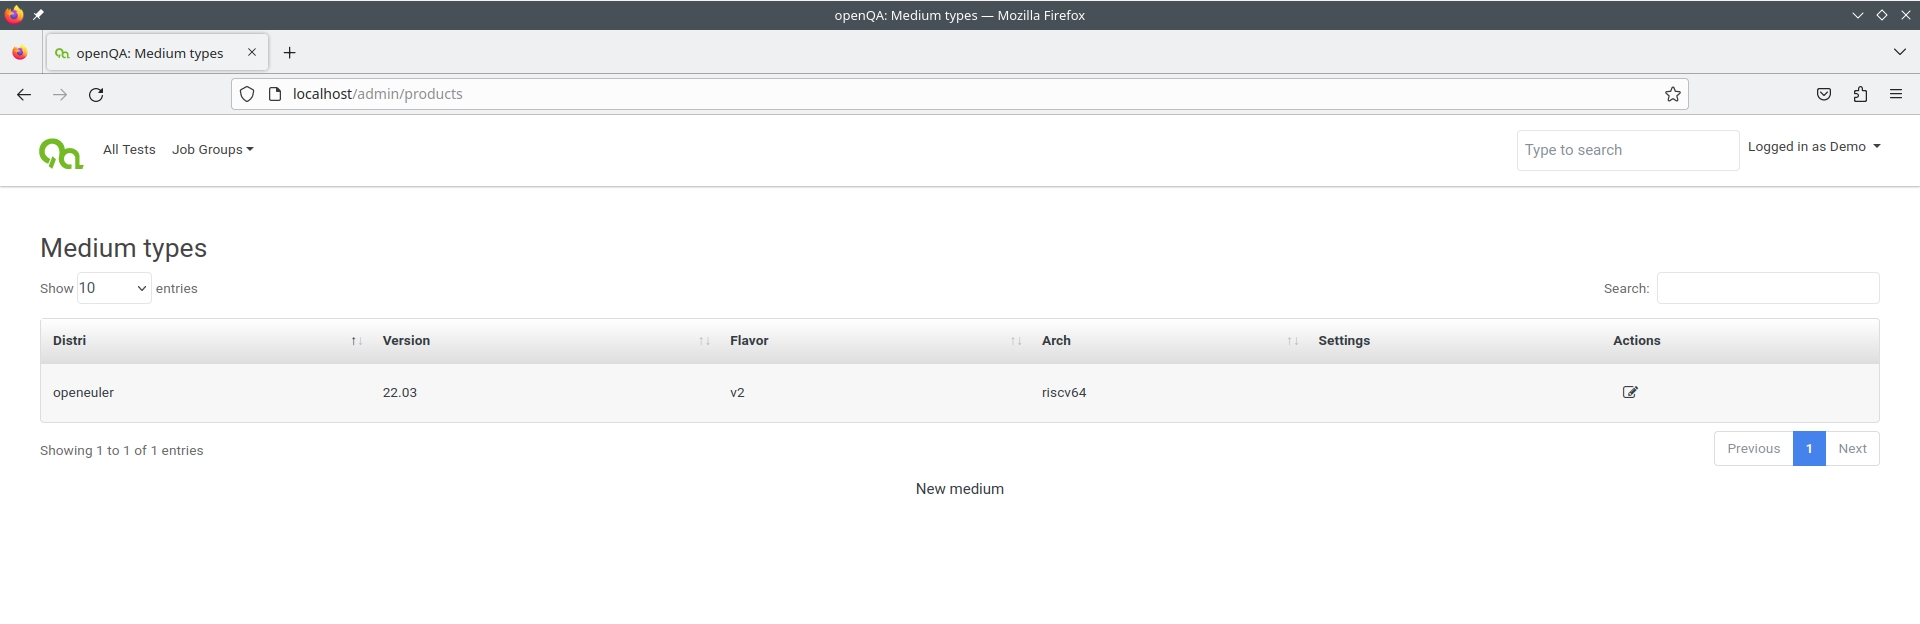 openQA: Medium types — Mozilla Firefox
openQA: Medium types
localhost/admin/products
All Tests Job Groups Type to search Logged in as Demo
Medium types
Show 10 entries Search:
Distri Version Flavor Arch Settings Actions
openeuler 22.03 v2 riscv64
Showing 1 to 1 of 1 entries Previous 1 Next
New medium